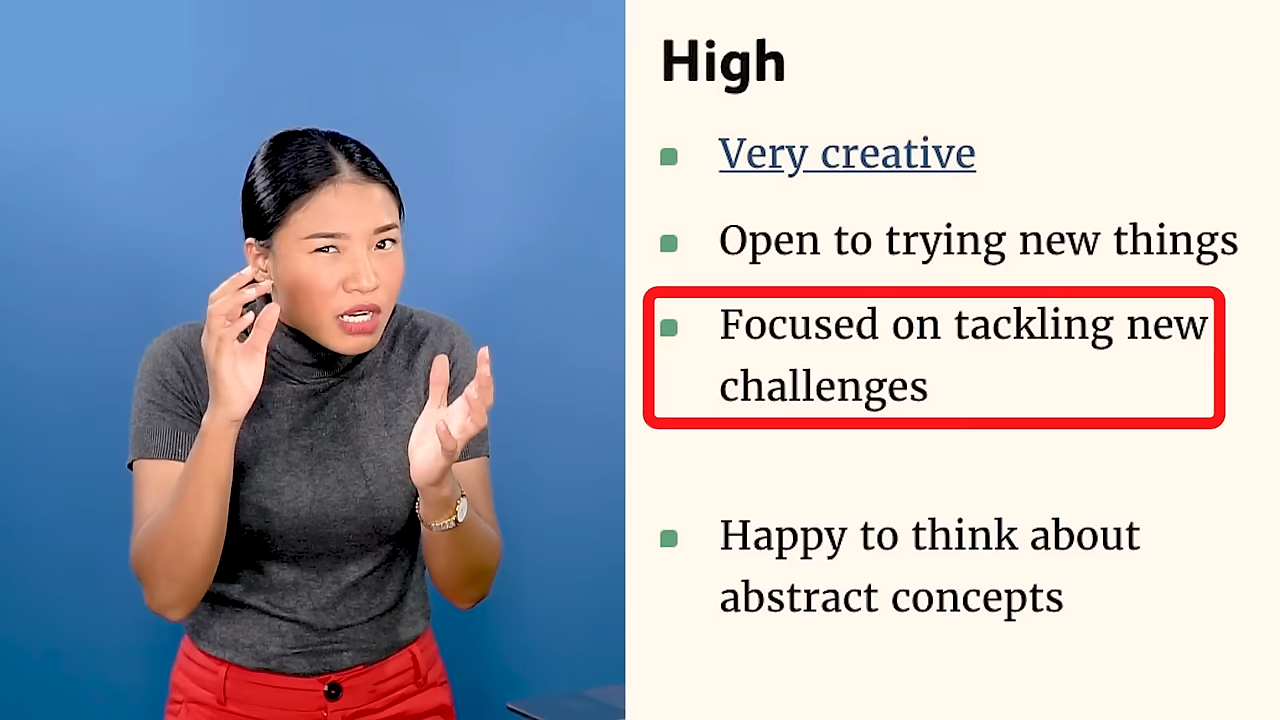 High
Very creative
Open to trying new things
Focused on tackling new
challenges
Happy to think about
abstract concepts